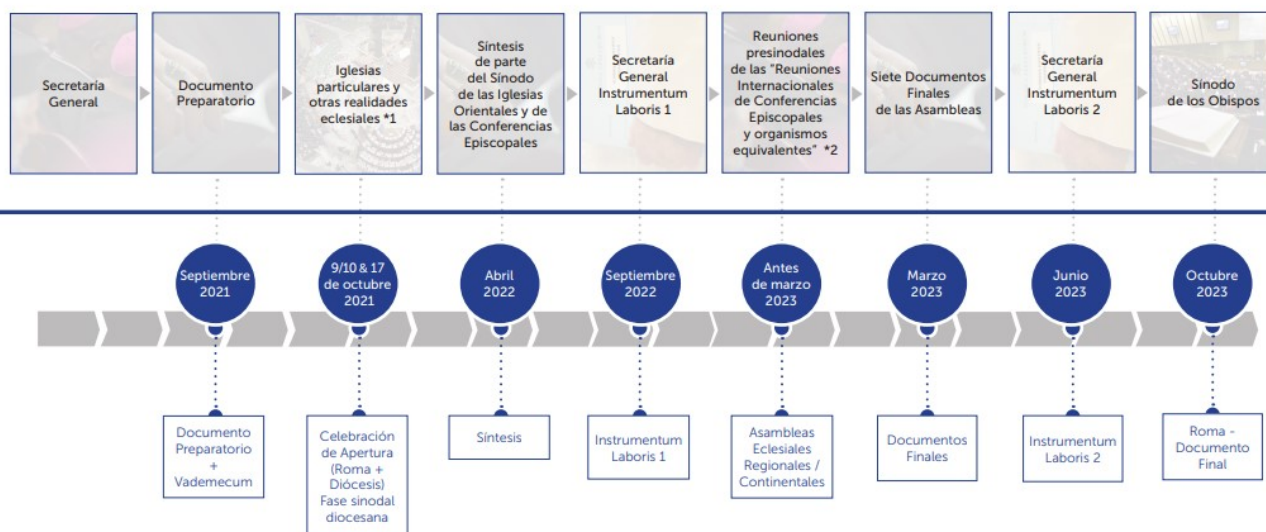 Secretaría
General
Documento
Preparatorio
Iglesias
particulares y
otras realidades
eclesiales *1
Síntesis
de parte
del Sínodo
de las Iglesias
Orientales y de
las Conferencias
Episcopales
Secretaría
General
Instrumentum
Laboris 1
Reuniones
presinodales
de las "Reuniones
Internacionales
de Conferencias
Episcopales
y organismos
equivalentes" *2
Siete Documentos
Finales
de las Asambleas
Secretaría
General
Instrumentum
Laboris 2
Sínodo
de los Obispos
Septiembre
2021
9/10 & 17
de octubre
2021
Abril
2022
Septiembre
2022
Antes
de marzo
2023
Marzo
2023
Junio
2023
Octubre
2023
Documento
Preparatorio
+
Vademecum
Celebración
de Apertura
(Roma +
Diócesis)
Fase sinodal
diocesana
Síntesis
Instrumentum
Laboris 1
Asambleas
Eclesiales
Regionales /
Continentales
Documentos
Finales
Instrumentum
Laboris 2
Roma -
Documento
Final